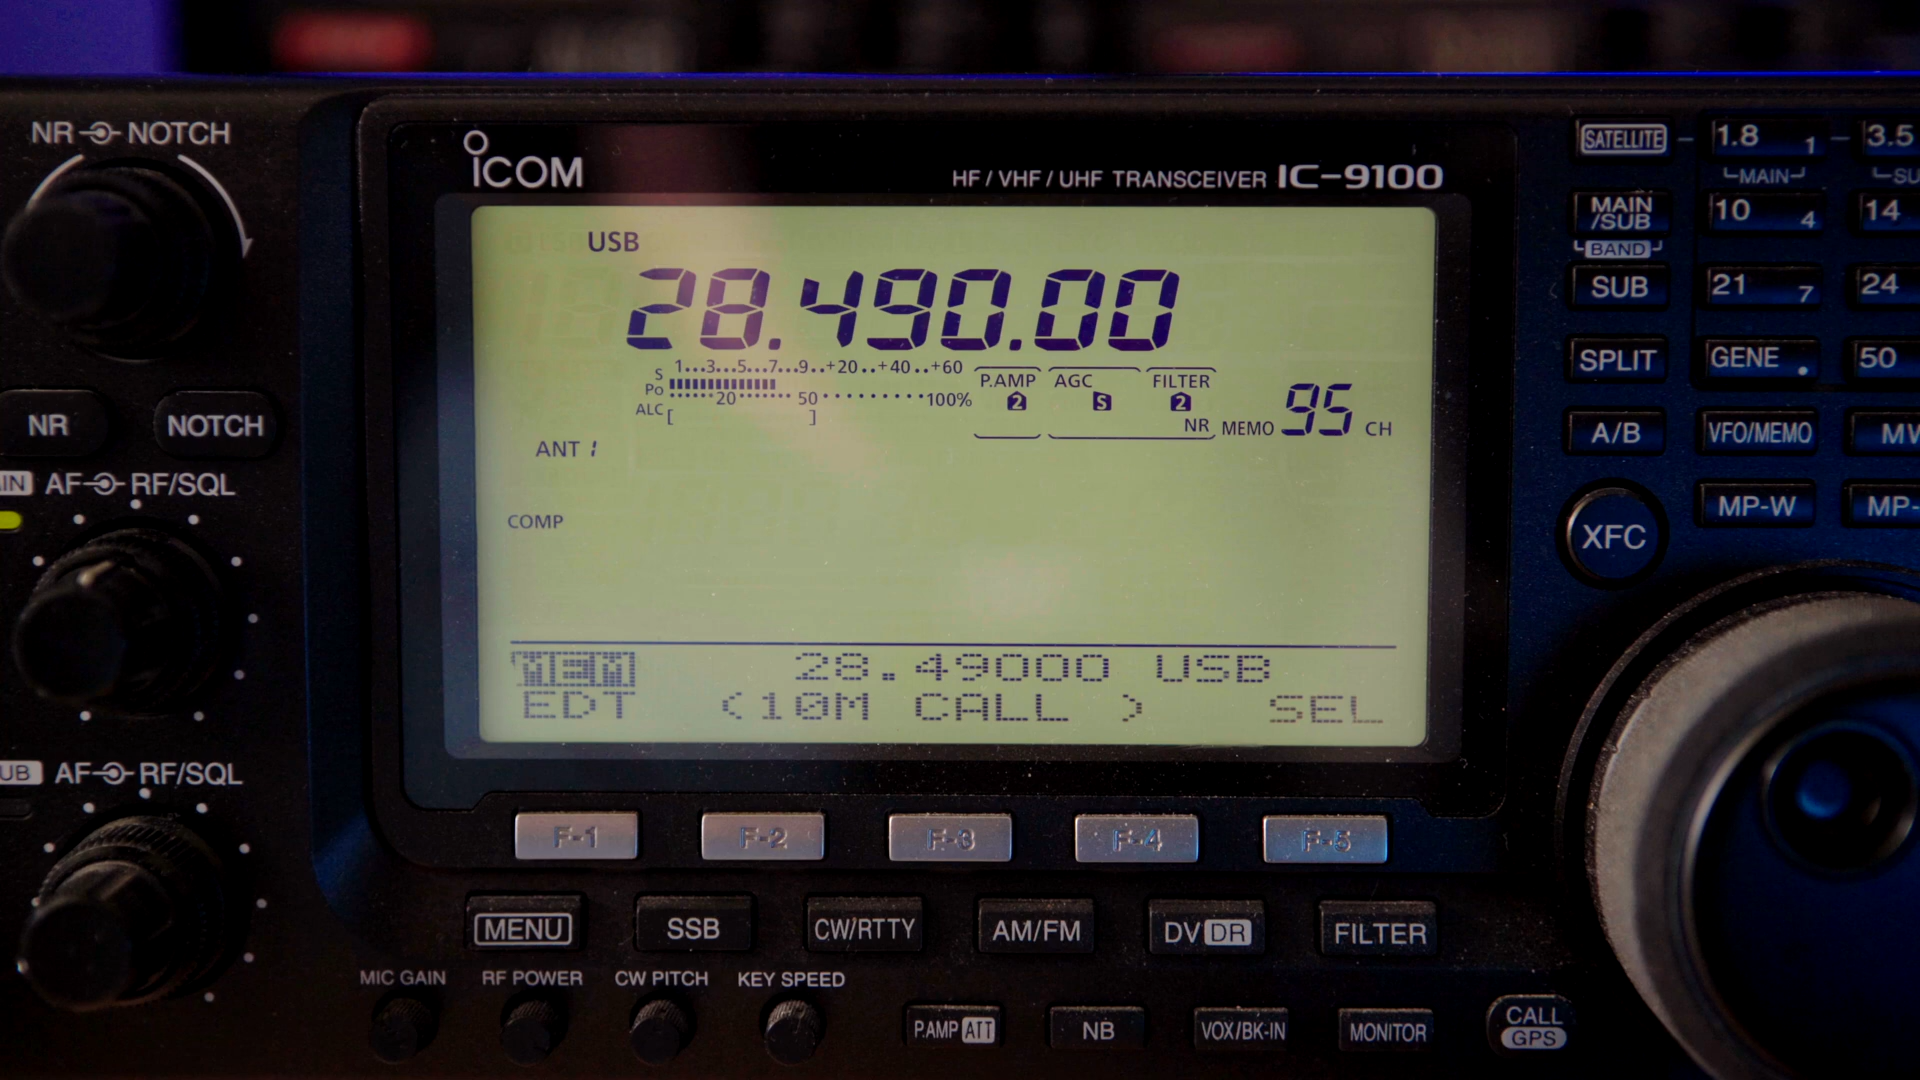 NR NOTCH
ICOM
HF/VHF/UHF TRANSCEIVER IC-9100
SATELLITE 1.8 1 3.5
MAIN
MAIN/SUB 10 4 14
BAND
SUB 21 7 24
SPLIT GENE . 50
A/B VFO/MEMO
MP-W
XFC
USB
28.490.00
S 1...3...5...7...9..+20..+40..+60
Po 20 50 100%
ALC [ ]
P.AMP 2
AGC S
FILTER 2
NR
MEMO 95 CH
ANT 1
COMP
MEM 28.49000 USB
EDT <10M CALL > SEL
NR NOTCH
AF RF/SQL
AF RF/SQL
F-1 F-2 F-3 F-4 F-5
MENU SSB CW/RTTY AM/FM DV DR FILTER
MIC GAIN RF POWER CW PITCH KEY SPEED
P.AMP ATT NB VOX/BK-IN MONITOR CALL GPS